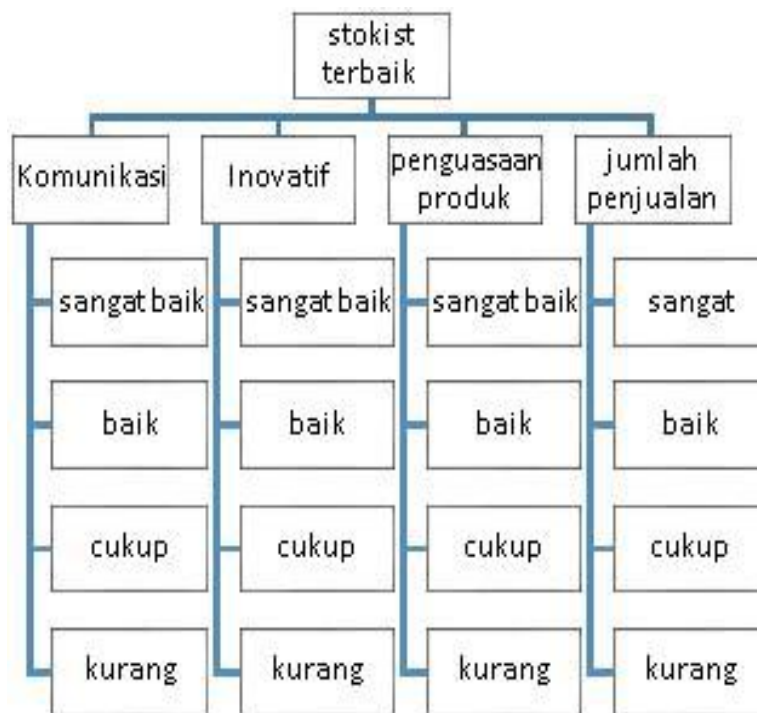 stokist
terbaik
Komunikasi
Inovatif
penguasaan
produk
jumlah
penjualan
sangat baik
sangat baik
sangat baik
sangat
baik
baik
baik
baik
cukup
cukup
cukup
cukup
kurang
kurang
kurang
kurang